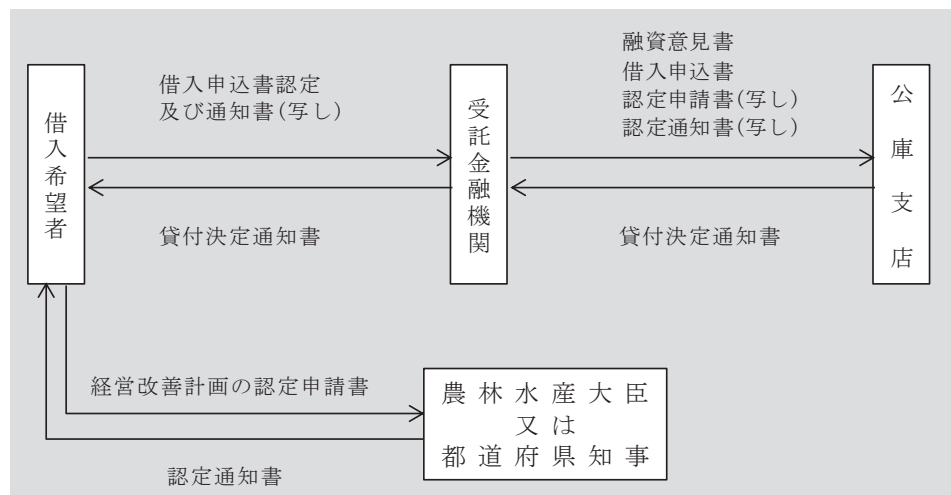 借入希望者
借入申込書認定
及び通知書(写し)
貸付決定通知書
受託金融機関
融資意見書
借入申込書
認定申請書(写し)
認定通知書(写し)
貸付決定通知書
公庫支店
経営改善計画の認定申請書
認定通知書
農林水産大臣
又は
都道府県知事